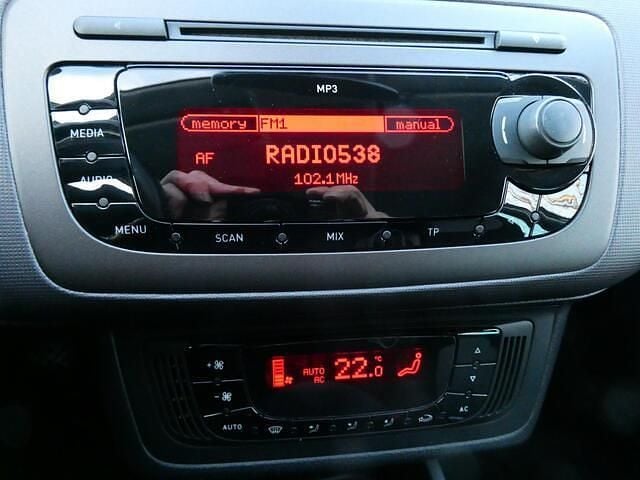 MP3
MEDIA
memory FM1 manual
AF RADIO538
102.1MHz
AUDIO
MENU SCAN MIX TP
AUTO
AC
22.0 °C
AUTO
AC